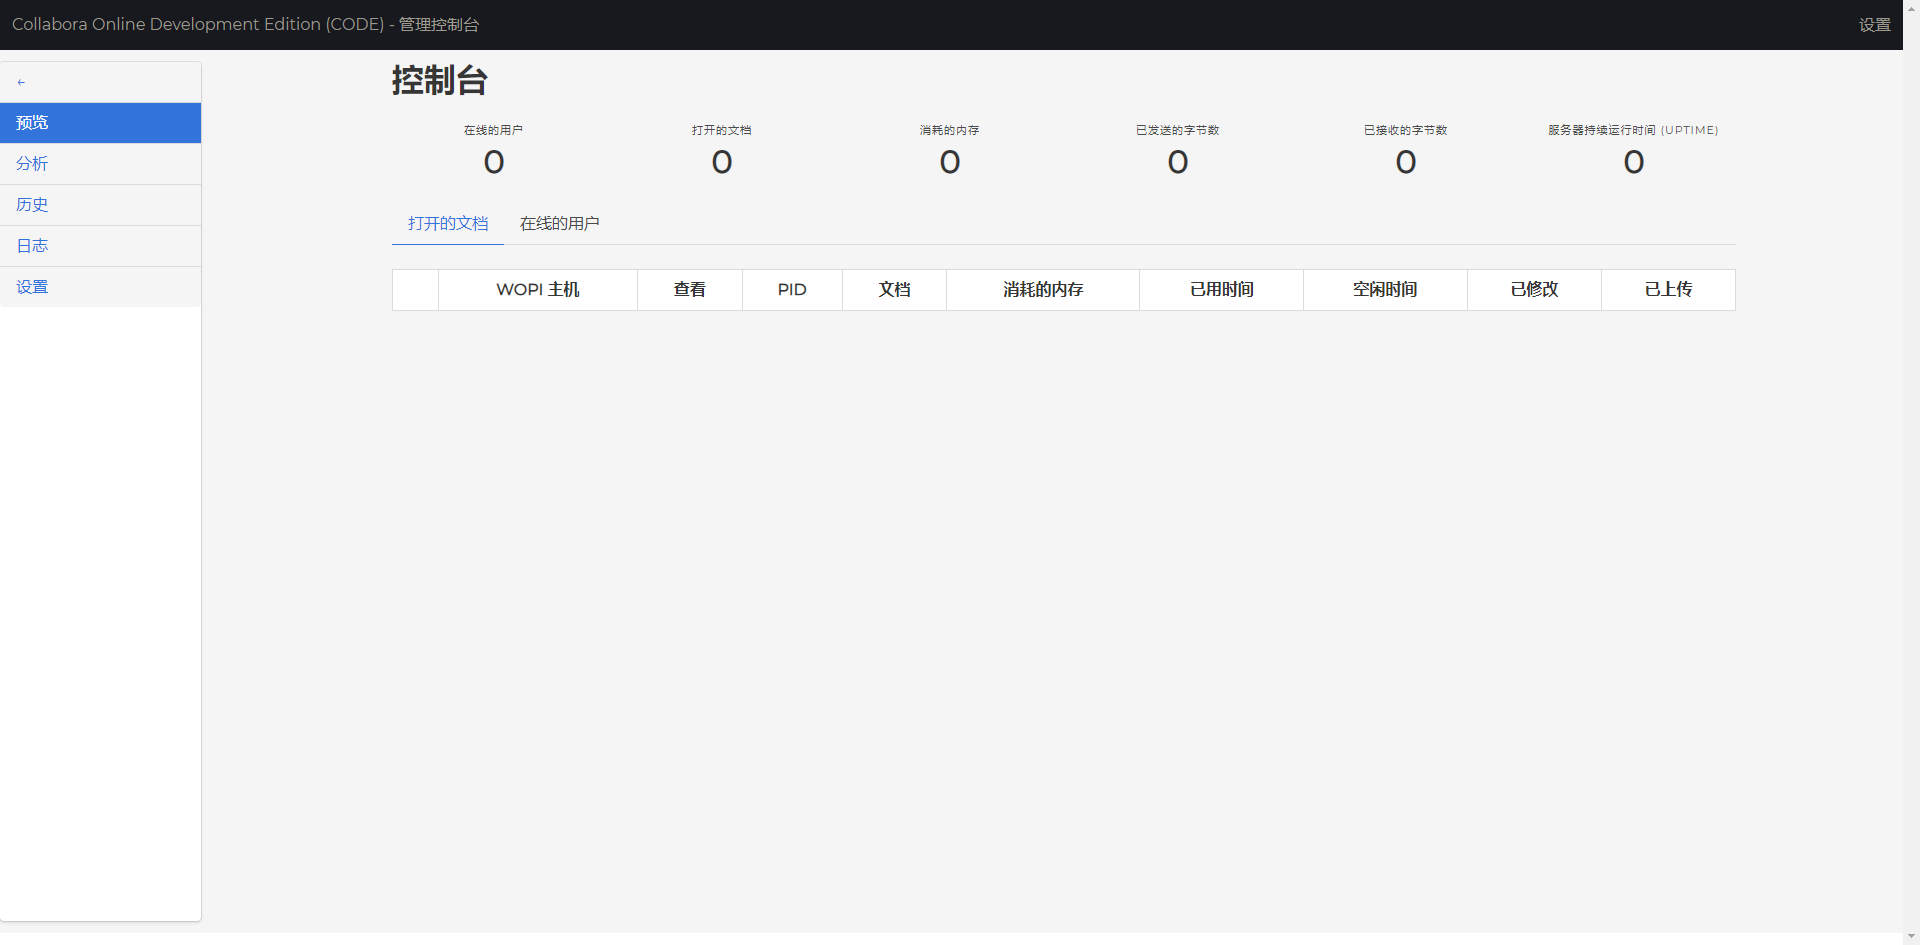 Collabora Online Development Edition (CODE) - 管理控制台
设置
←
预览
分析
历史
日志
设置
控制台
在线的用户
0
打开的文档
0
消耗的内存
0
已发送的字节数
0
已接收的字节数
0
服务器持续运行时间 (UPTIME)
0
打开的文档 在线的用户
WOPI 主机 查看 PID 文档 消耗的内存 已用时间 空闲时间 已修改 已上传